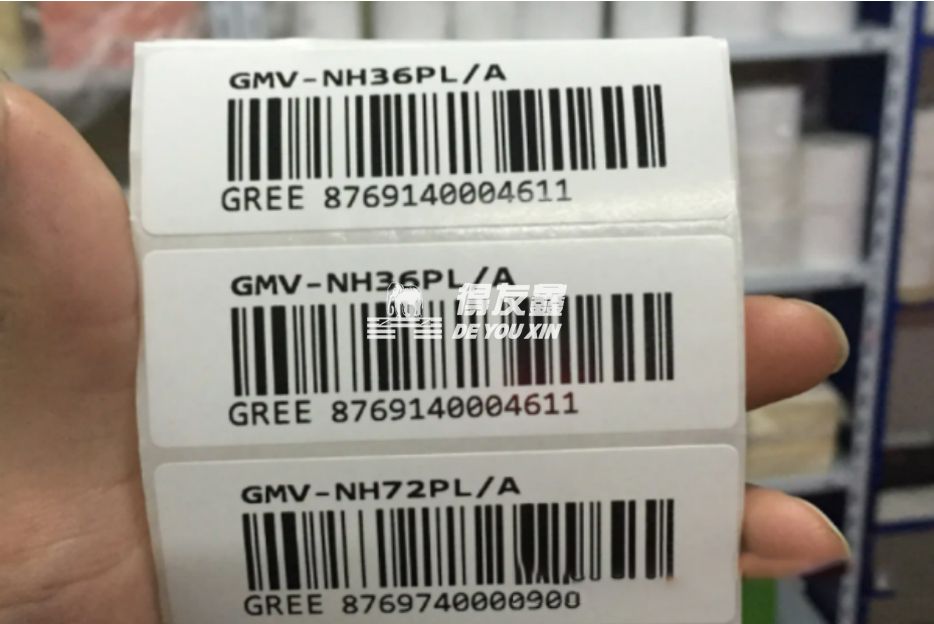 GMV-NH36PL/A
GREE 8769140004611
GMV-NH36PL/A
得友鑫
DE YOU XIN
GREE 8769140004611
GMV-NH72PL/A
GREE 8769740000900